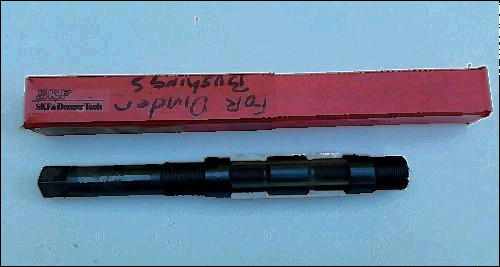 FOR Divider
Bushings
SKF & Dormer Tools